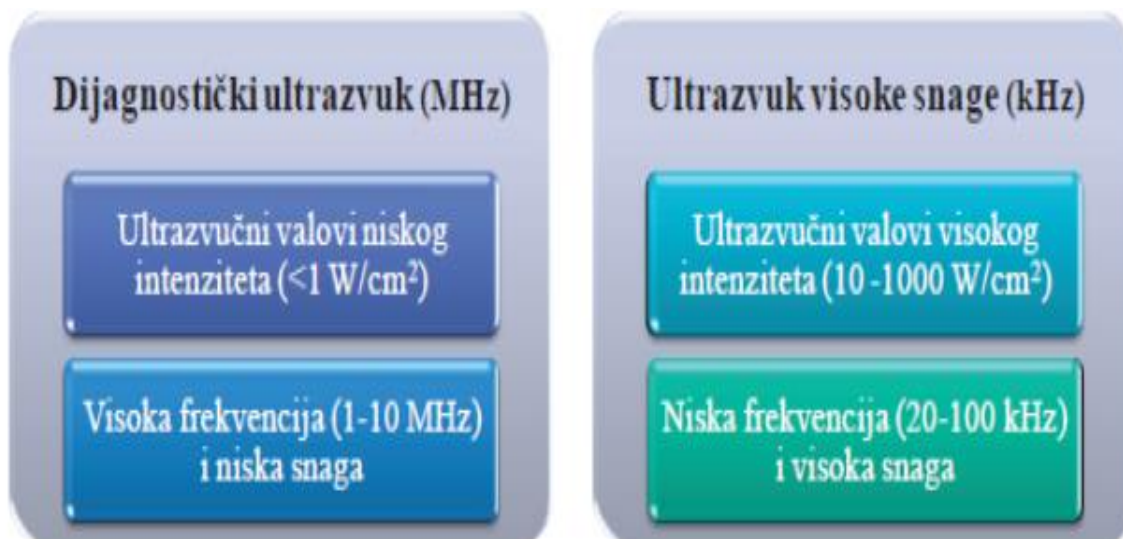 Dijagnostički ultrazvuk (MHz)
Ultrazvučni valovi niskog
intenziteta (<1 W/cm²)
Visoka frekvencija (1-10 MHz)
i niska snaga
Ultrazvuk visoke snage (kHz)
Ultrazvučni valovi visokog
intenziteta (10 -1000 W/cm²)
Niska frekvencija (20-100 kHz)
i visoka snaga